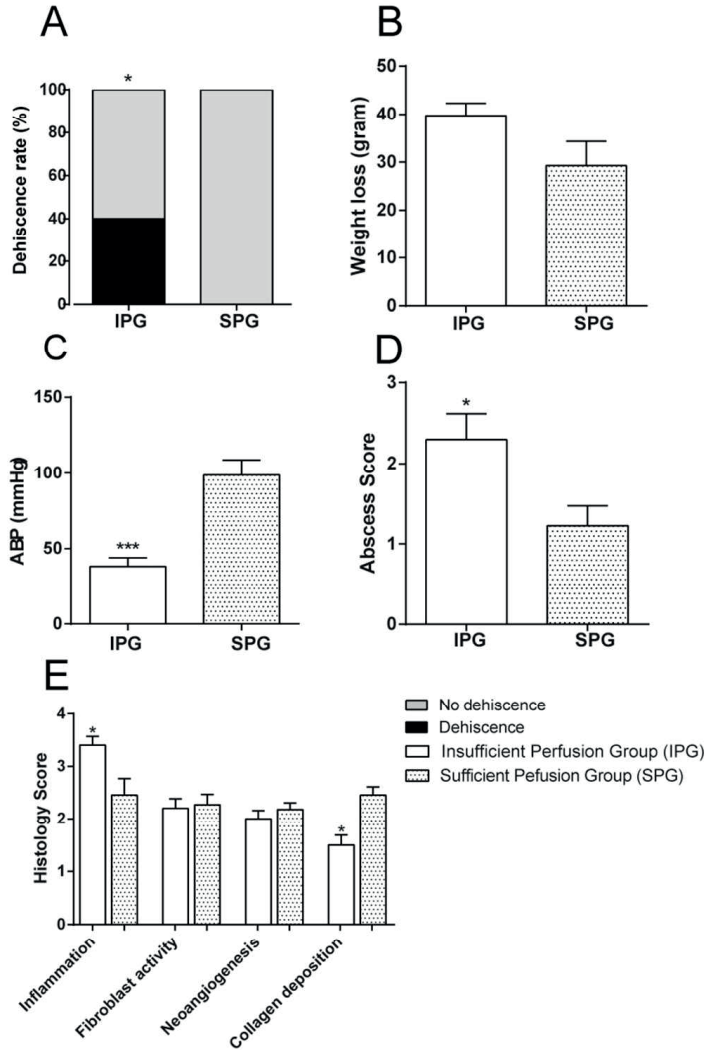 A
*
Dehiscence rate (%)
100
80
60
40
20
0
IPG SPG
B
Weight loss (gram)
50
40
30
20
10
0
IPG SPG
C
ABP (mmHg)
150
100
50
0
***
IPG SPG
D
Abscess Score
3
2
1
0
*
IPG SPG
E
Histology Score
4
3
2
1
0
*
*
Inflammation
Fibroblast activity
Neoangiogenesis
Collagen deposition
No dehiscence
Dehiscence
Insufficient Perfusion Group (IPG)
Sufficient Pefusion Group (SPG)